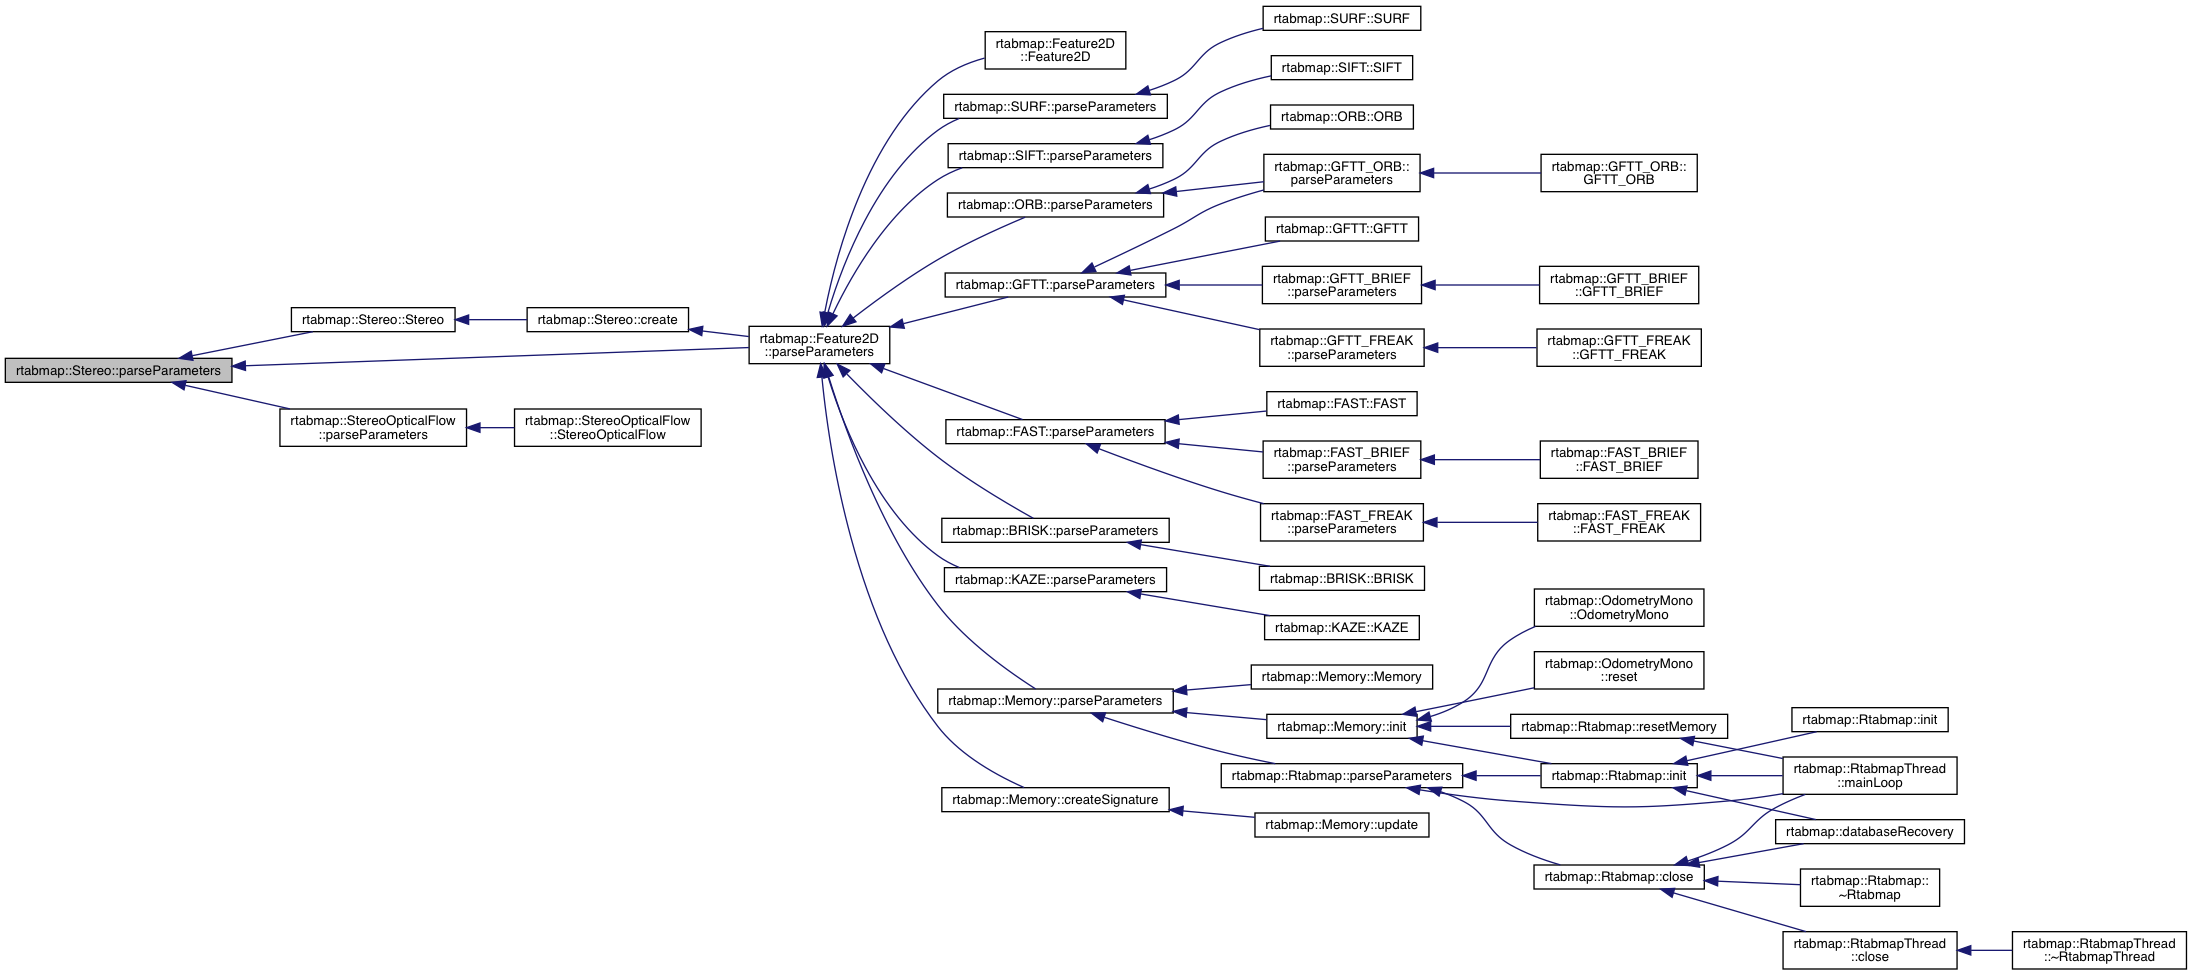 rtabmap::Stereo::parseParameters
rtabmap::Stereo::Stereo
rtabmap::Stereo::create
rtabmap::StereoOpticalFlow
::parseParameters
rtabmap::StereoOpticalFlow
::StereoOpticalFlow
rtabmap::Feature2D
::parseParameters
rtabmap::Feature2D
::Feature2D
rtabmap::SURF::parseParameters
rtabmap::SURF::SURF
rtabmap::SIFT::parseParameters
rtabmap::SIFT::SIFT
rtabmap::ORB::parseParameters
rtabmap::ORB::ORB
rtabmap::GFTT_ORB::
parseParameters
rtabmap::GFTT_ORB::
GFTT_ORB
rtabmap::GFTT::parseParameters
rtabmap::GFTT::GFTT
rtabmap::GFTT_BRIEF
::parseParameters
rtabmap::GFTT_BRIEF
::GFTT_BRIEF
rtabmap::GFTT_FREAK
::parseParameters
rtabmap::GFTT_FREAK
::GFTT_FREAK
rtabmap::FAST::parseParameters
rtabmap::FAST::FAST
rtabmap::FAST_BRIEF
::parseParameters
rtabmap::FAST_BRIEF
::FAST_BRIEF
rtabmap::FAST_FREAK
::parseParameters
rtabmap::FAST_FREAK
::FAST_FREAK
rtabmap::BRISK::parseParameters
rtabmap::BRISK::BRISK
rtabmap::KAZE::parseParameters
rtabmap::KAZE::KAZE
rtabmap::Memory::parseParameters
rtabmap::Memory::Memory
rtabmap::Memory::init
rtabmap::OdometryMono
::OdometryMono
rtabmap::OdometryMono
::reset
rtabmap::Rtabmap::resetMemory
rtabmap::Rtabmap::parseParameters
rtabmap::Rtabmap::init
rtabmap::Rtabmap::init
rtabmap::RtabmapThread
::mainLoop
rtabmap::databaseRecovery
rtabmap::Memory::createSignature
rtabmap::Memory::update
rtabmap::Rtabmap::close
rtabmap::Rtabmap::
~Rtabmap
rtabmap::RtabmapThread
::close
rtabmap::RtabmapThread
::~RtabmapThread